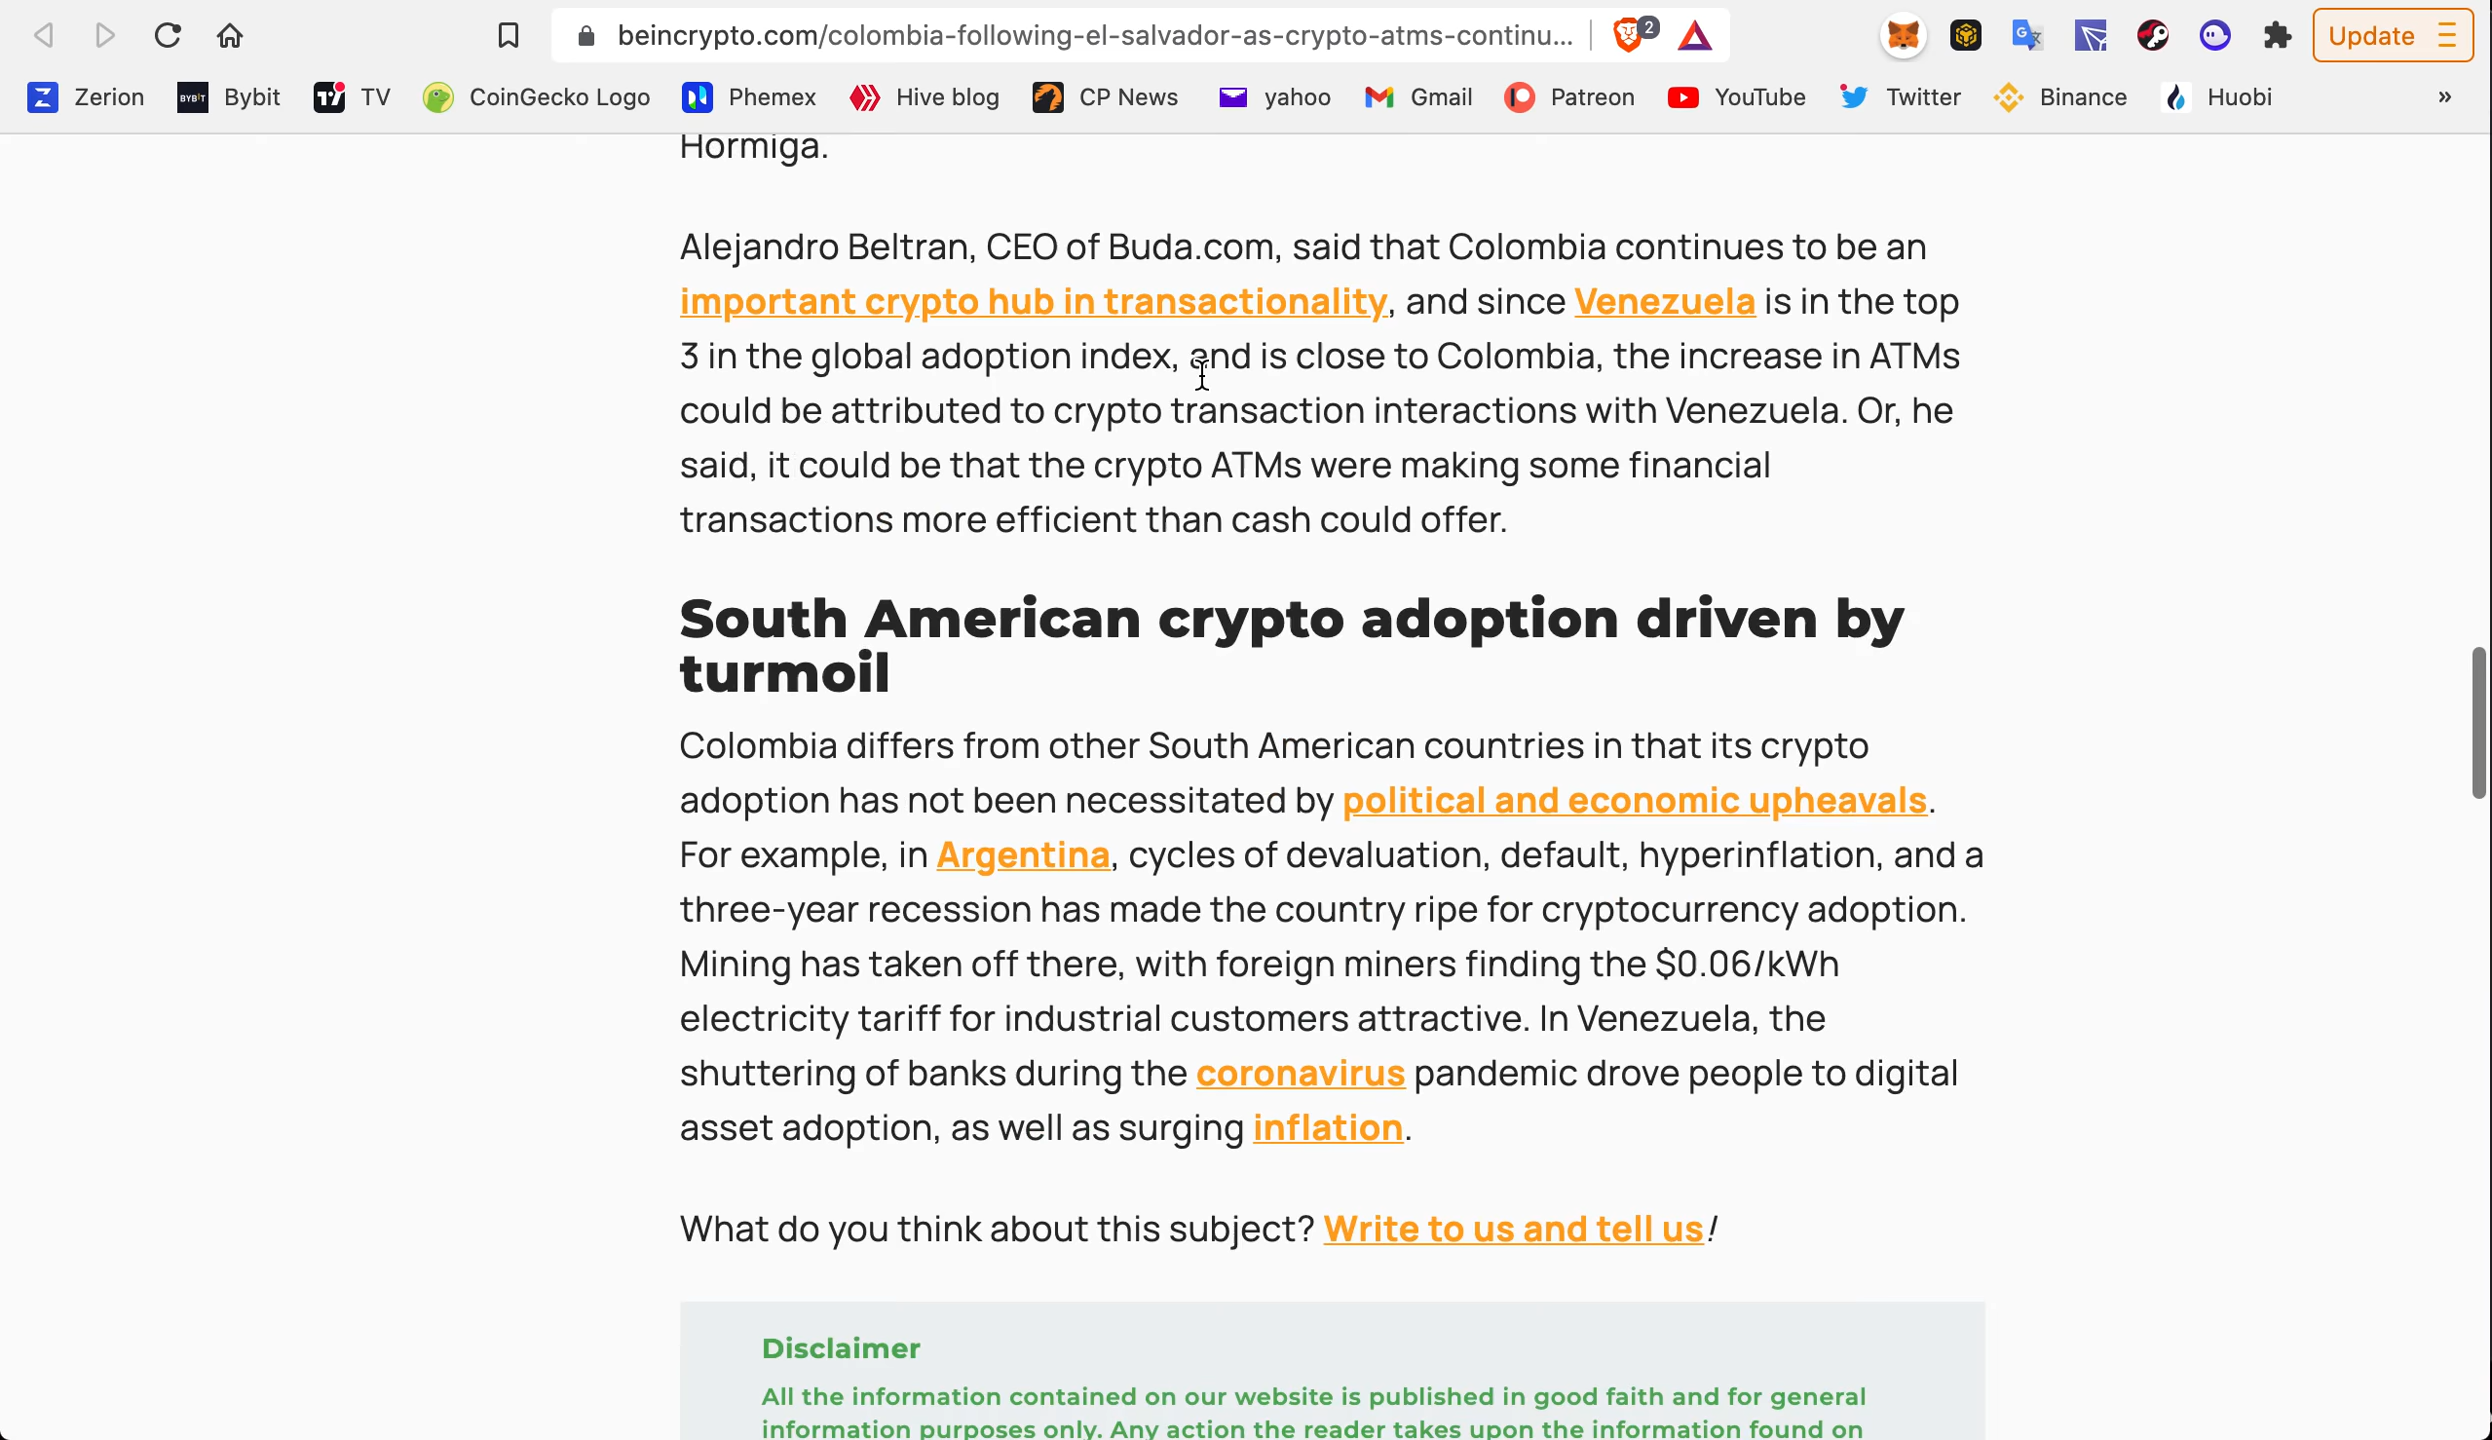 beincrypto.com/colombia-following-el-salvador-as-crypto-atms-continu...
2
Update
Zerion
BYBIT
Bybit
TV
CoinGecko Logo
Phemex
Hive blog
CP News
yahoo
Gmail
Patreon
YouTube
Twitter
Binance
Huobi
»
Hormiga.
Alejandro Beltran, CEO of Buda.com, said that Colombia continues to be an
important crypto hub in transactionality, and since Venezuela is in the top
3 in the global adoption index, and is close to Colombia, the increase in ATMs
could be attributed to crypto transaction interactions with Venezuela. Or, he
said, it could be that the crypto ATMs were making some financial
transactions more efficient than cash could offer.
South American crypto adoption driven by
turmoil
Colombia differs from other South American countries in that its crypto
adoption has not been necessitated by political and economic upheavals.
For example, in Argentina, cycles of devaluation, default, hyperinflation, and a
three-year recession has made the country ripe for cryptocurrency adoption.
Mining has taken off there, with foreign miners finding the $0.06/kWh
electricity tariff for industrial customers attractive. In Venezuela, the
shuttering of banks during the coronavirus pandemic drove people to digital
asset adoption, as well as surging inflation.
What do you think about this subject? Write to us and tell us!
Disclaimer
All the information contained on our website is published in good faith and for general
information purposes only. Any action the reader takes upon the information found on